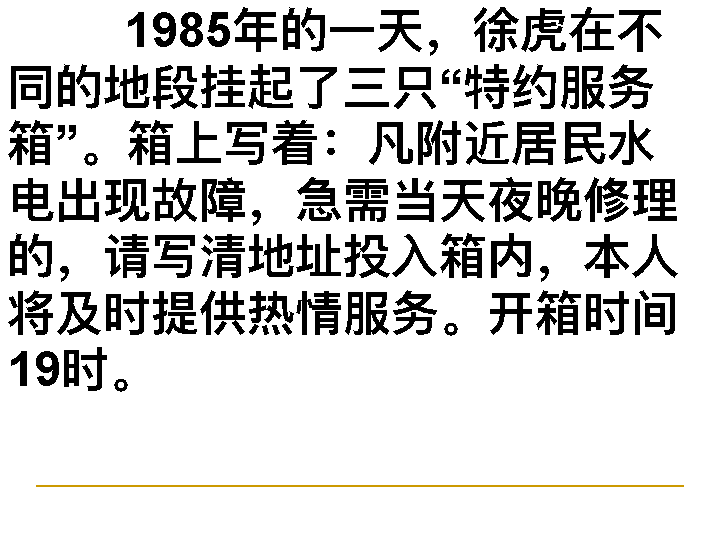 1985年的一天，徐虎在不
同的地段挂起了三只“特约服务
箱”。箱上写着：凡附近居民水
电出现故障，急需当天夜晚修理
的，请写清地址投入箱内，本人
将及时提供热情服务。开箱时间
19时。